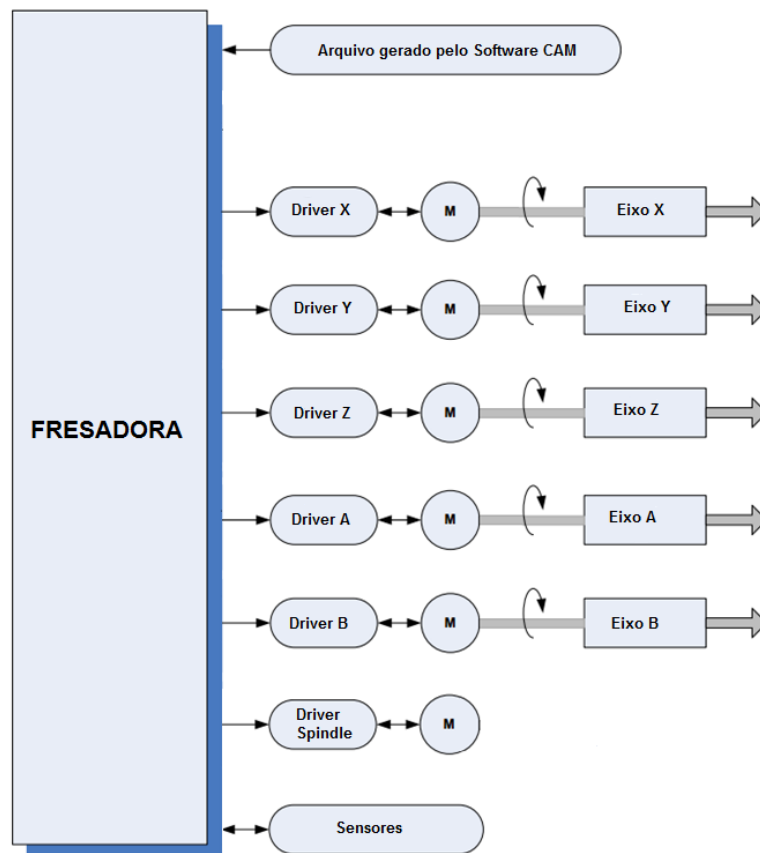 Arquivo gerado pelo Software CAM
FRESADORA
Driver X
M
Eixo X
Driver Y
M
Eixo Y
Driver Z
M
Eixo Z
Driver A
M
Eixo A
Driver B
M
Eixo B
Driver
Spindle
M
Sensores